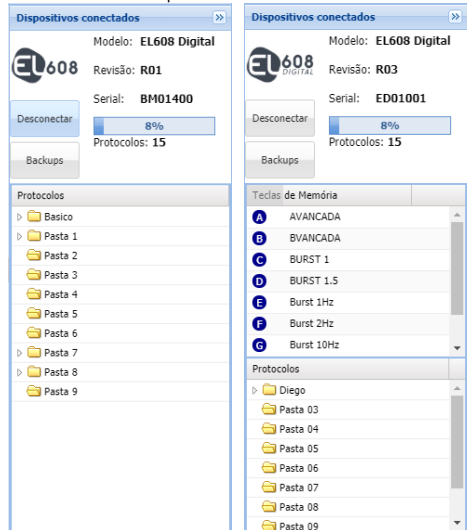 Dispositivos conectados
Modelo: EL608 Digital
EL608
Revisão: R01
Serial: BM01400
Desconectar
8%
Protocolos: 15
Backups
Protocolos
Basico
Pasta 1
Pasta 2
Pasta 3
Pasta 4
Pasta 5
Pasta 6
Pasta 7
Pasta 8
Pasta 9
Dispositivos conectados
Modelo: EL608 Digital
EL608
DIGITAL
Revisão: R03
Serial: ED01001
Desconectar
8%
Protocolos: 15
Backups
Teclas de Memória
A AVANCADA
B BVANCADA
C BURST 1
D BURST 1.5
E Burst 1Hz
F Burst 2Hz
G Burst 10Hz
Protocolos
Diego
Pasta 03
Pasta 04
Pasta 05
Pasta 06
Pasta 07
Pasta 08
Pasta 09